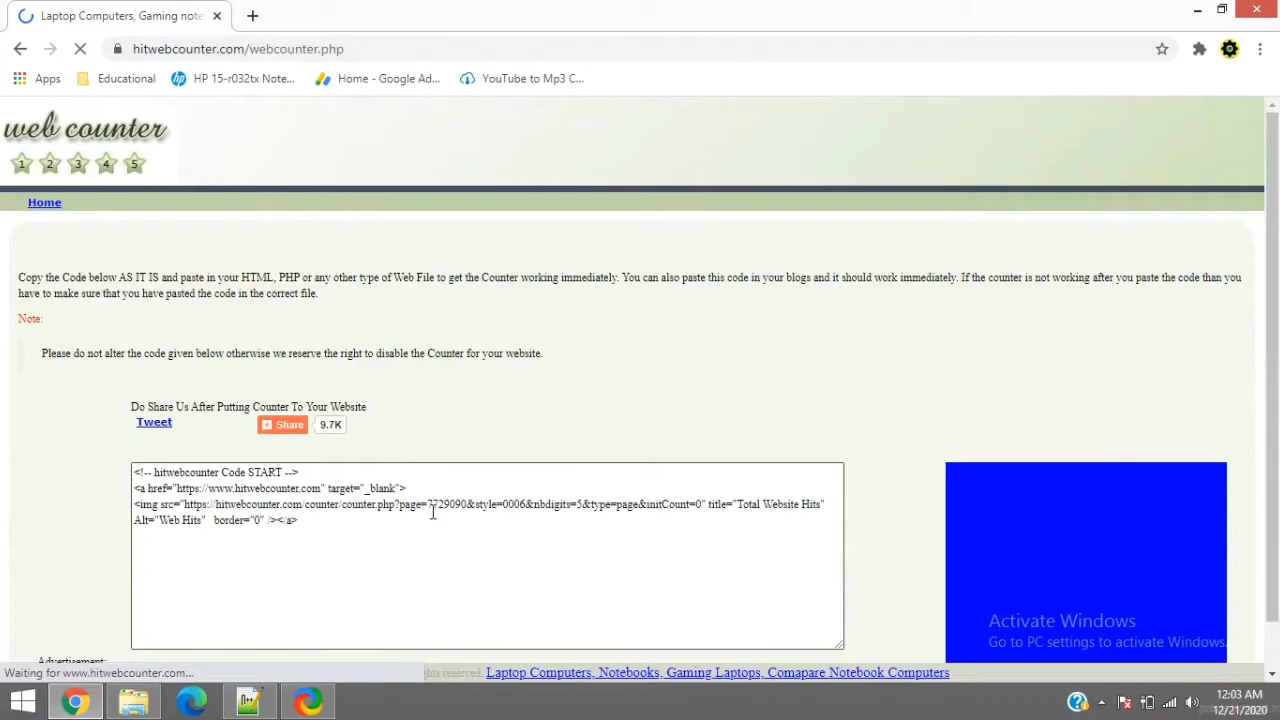 Laptop Computers, Gaming note
hitwebcounter.com/webcounter.php
Apps Educational HP 15-r032tx Note... Home - Google Ad... YouTube to Mp3 C...
web counter
1 2 3 4 5
Home
Copy the Code below AS IT IS and paste in your HTML, PHP or any other type of Web File to get the Counter working immediately. You can also paste this code in your blogs and it should work immediately. If the counter is not working after you paste the code than you
have to make sure that you have pasted the code in the correct file.
Note:
Please do not alter the code given below otherwise we reserve the right to disable the Counter for your website.
Do Share Us After Putting Counter To Your Website
Tweet Share 9.7K
<!-- hitwebcounter Code START -->
<a href="https://www.hitwebcounter.com" target="_blank">
<img src="https://hitwebcounter.com/counter/counter.php?page=7729090&style=0006&nbdigits=5&type=page&initCount=0" title="Total Website Hits"
Alt="Web Hits" border="0" /></a>
Activate Windows
Go to PC settings to activate Windows.
Advertisement:
Waiting for www.hitwebcounter.com... ghts reserved. Laptop Computers, Notebooks, Gaming Laptops, Comapare Notebook Computers
12:03 AM
12/21/2020